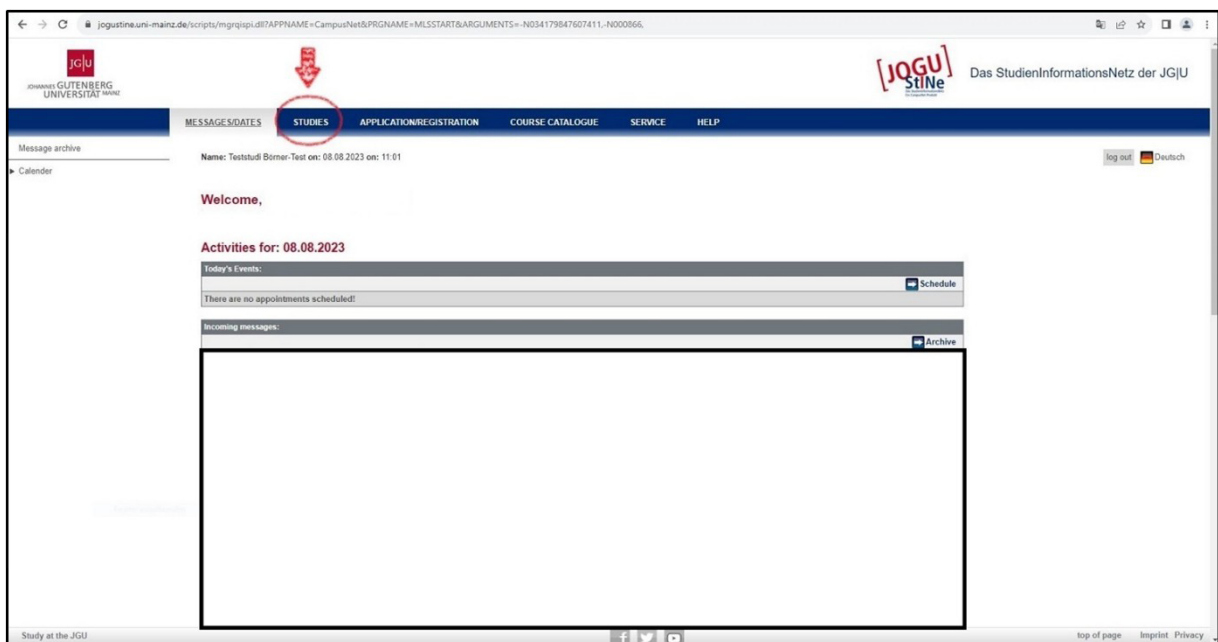 jogustine.uni-mainz.de/scripts/mgrqispi.dll?APPNAME=CampusNet&PRGNAME=MLSSTART&ARGUMENTS=-N034179847607411,-N000866,
JG|U
JOHANNES GUTENBERG
UNIVERSITÄT MAINZ
[JOGU]
StINe
Das StudienInformationsNetz der JG|U
MESSAGES/DATES STUDIES APPLICATION/REGISTRATION COURSE CATALOGUE SERVICE HELP
Message archive
Calender
Name: Teststudi Börner-Test on: 08.08.2023 on: 11:01
log out Deutsch
Welcome,
Activities for: 08.08.2023
Today's Events:
Schedule
There are no appointments scheduled!
Incoming messages:
Archive
Study at the JGU
top of page Imprint Privacy